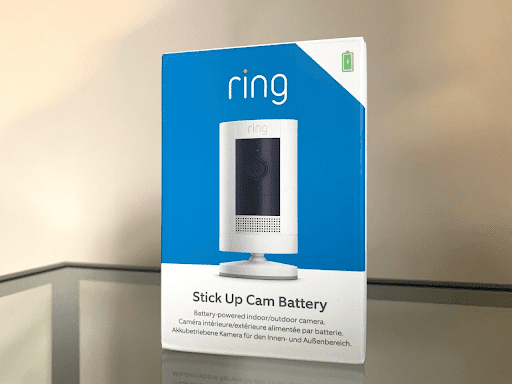 ring
ring
Stick Up Cam Battery
Battery-powered indoor/outdoor camera.
Caméra intérieure/extérieure alimentée par batterie.
Akkubetriebene Kamera für den Innen- und Außenbereich.